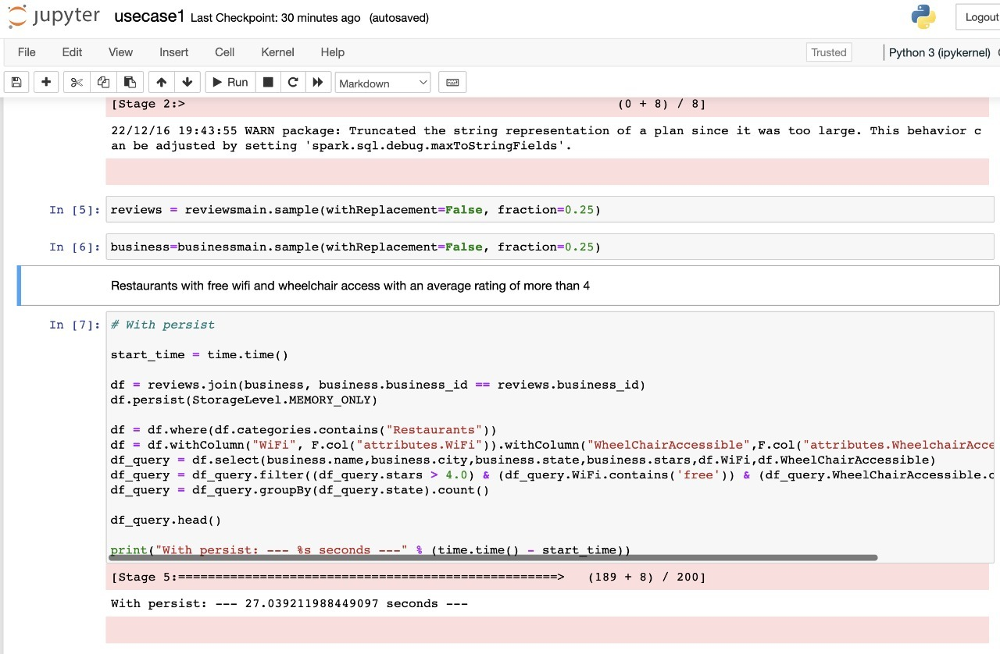 jupyter usecase1 Last Checkpoint: 30 minutes ago (autosaved)
Logout
File Edit View Insert Cell Kernel Help
Trusted
Python 3 (ipykernel)
Run
Markdown
[Stage 2:> (0 + 8) / 8]
22/12/16 19:43:55 WARN package: Truncated the string representation of a plan since it was too large. This behavior c
an be adjusted by setting 'spark.sql.debug.maxToStringFields'.
In [5]: reviews = reviewsmain.sample(withReplacement=False, fraction=0.25)
In [6]: business=businessmain.sample(withReplacement=False, fraction=0.25)
Restaurants with free wifi and wheelchair access with an average rating of more than 4
In [7]: # With persist
start_time = time.time()
df = reviews.join(business, business.business_id == reviews.business_id)
df.persist(StorageLevel.MEMORY_ONLY)
df = df.where(df.categories.contains("Restaurants"))
df = df.withColumn("WiFi", F.col("attributes.WiFi")).withColumn("WheelChairAccessible",F.col("attributes.WheelchairAcce
df_query = df.select(business.name,business.city,business.state,business.stars,df.WiFi,df.WheelChairAccessible)
df_query = df_query.filter((df_query.stars > 4.0) & (df_query.WiFi.contains('free')) & (df_query.WheelChairAccessible.c
df_query = df_query.groupBy(df_query.state).count()
df_query.head()
print("With persist: --- %s seconds ---" % (time.time() - start_time))
[Stage 5:===================================================> (189 + 8) / 200]
With persist: --- 27.039211988449097 seconds ---